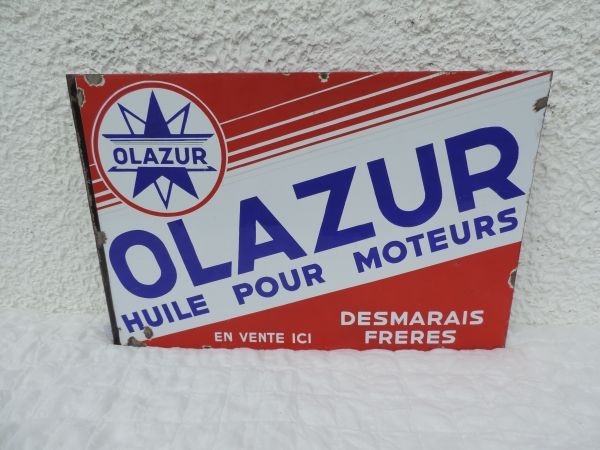 OLAZUR
OLAZUR
HUILE POUR MOTEURS
EN VENTE ICI
DESMARAIS
FRERES